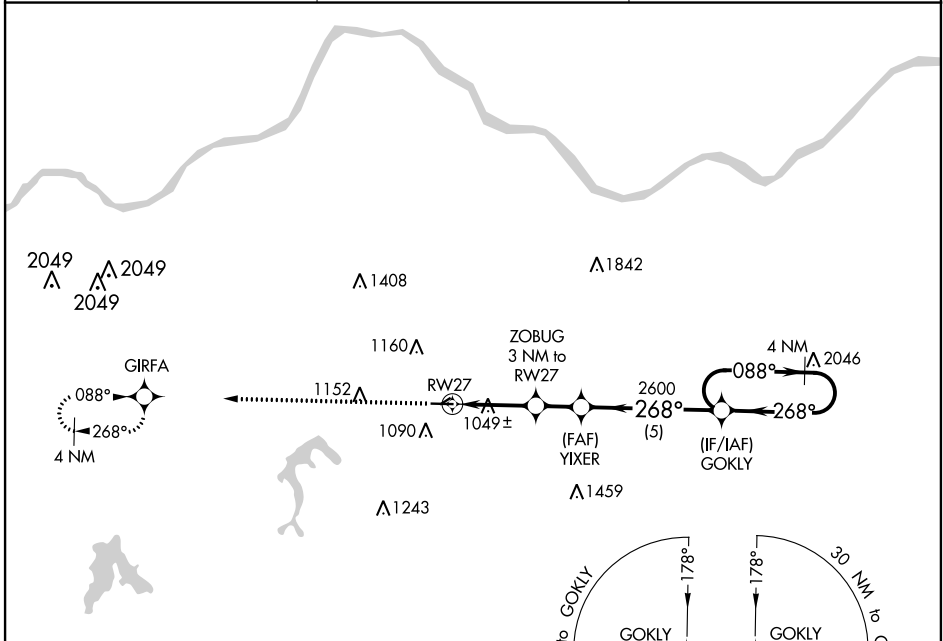 2049
2049
2049
1408
1842
1160
ZOBUG
3 NM to
RW27
4 NM
2046
088°
GIRFA
1152
RW27
2600
088°
268°
268°
1049±
(5)
268°
1090
(FAF)
YIXER
(IF/IAF)
GOKLY
4 NM
1459
1243
178°
178°
to GOKLY
30 NM to
GOKLY
GOKLY